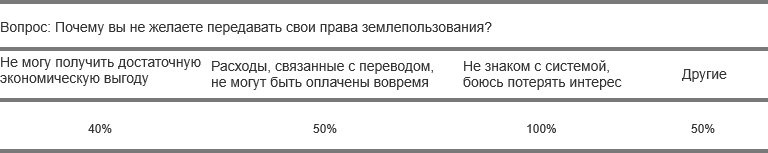 Вопрос: Почему вы не желаете передавать свои права землепользования?
Не могу получить достаточную
экономическую выгоду
Расходы, связанные с переводом,
не могут быть оплачены вовремя
Не знаком с системой,
боюсь потерять интерес
Другие
40%
50%
100%
50%